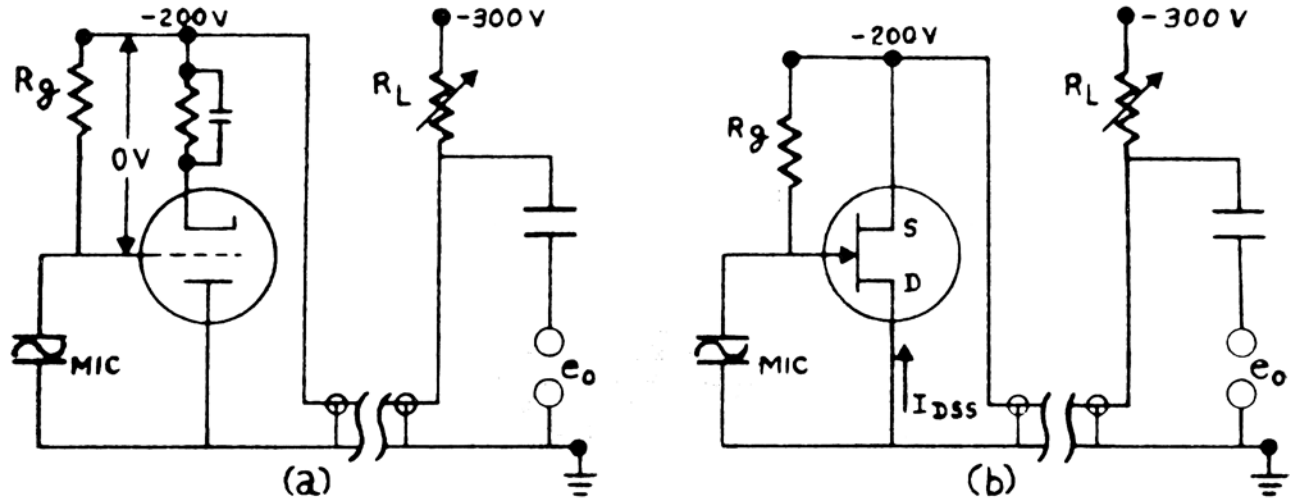 -200V
-300V
Rg
RL
0V
MIC
eo
(a)
-200V
-300V
Rg
RL
S
D
MIC
IDSS
eo
(b)